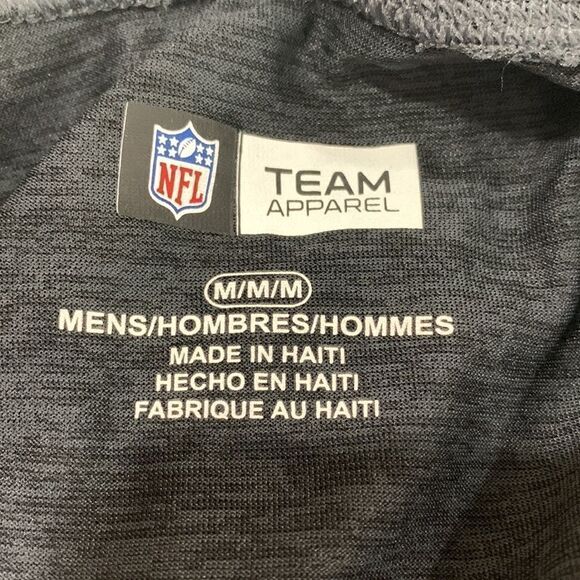 NFL
TEAM
APPAREL
M/M/M
MENS/HOMBRES/HOMMES
MADE IN HAITI
HECHO EN HAITI
FABRIQUE AU HAITI